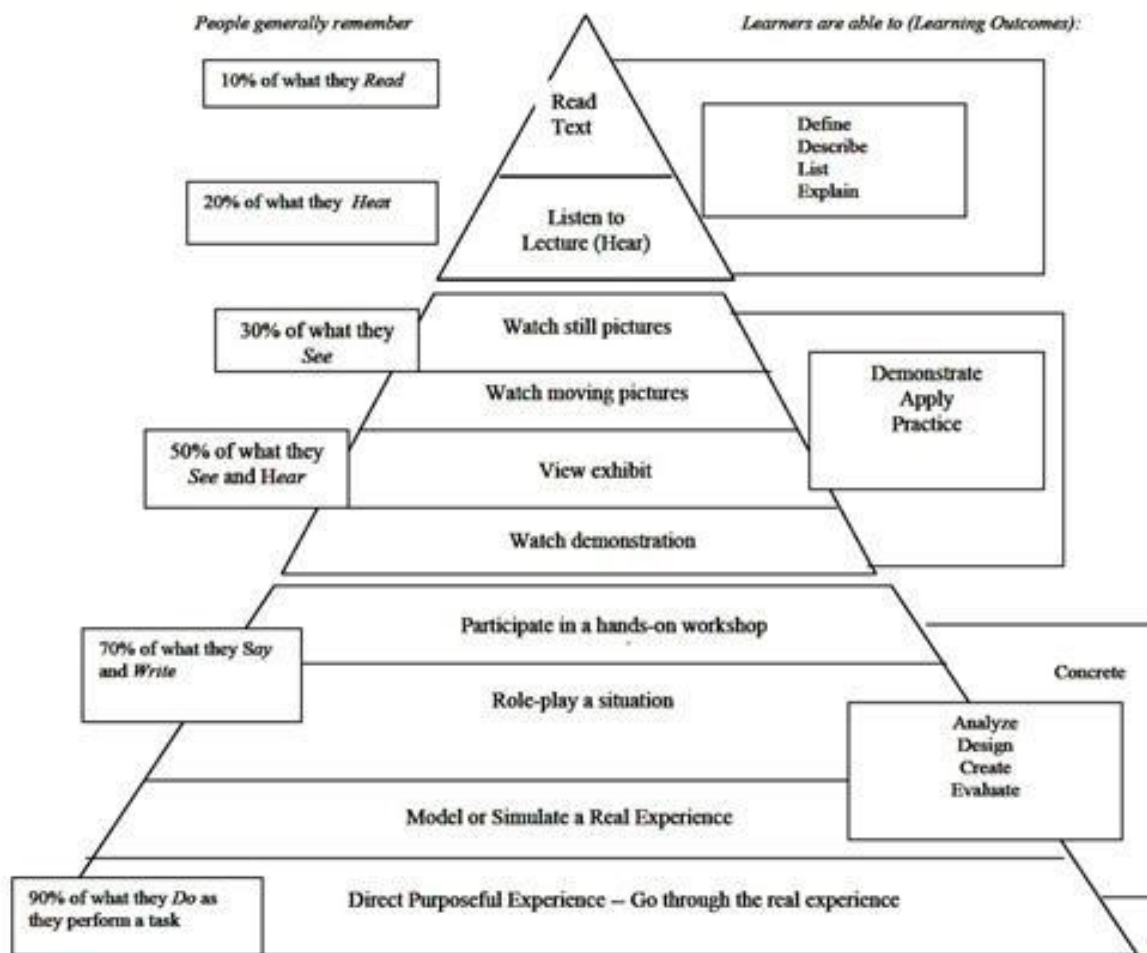 People generally remember
Learners are able to (Learning Outcomes):
10% of what they Read
Read
Text
Define
Describe
List
Explain
20% of what they Hear
Listen to
Lecture (Hear)
30% of what they
See
Watch still pictures
Watch moving pictures
Demonstrate
Apply
Practice
50% of what they
See and Hear
View exhibit
Watch demonstration
Participate in a hands-on workshop
70% of what they Say
and Write
Concrete
Role-play a situation
Analyze
Design
Create
Evaluate
Model or Simulate a Real Experience
90% of what they Do as
they perform a task
Direct Purposeful Experience – Go through the real experience